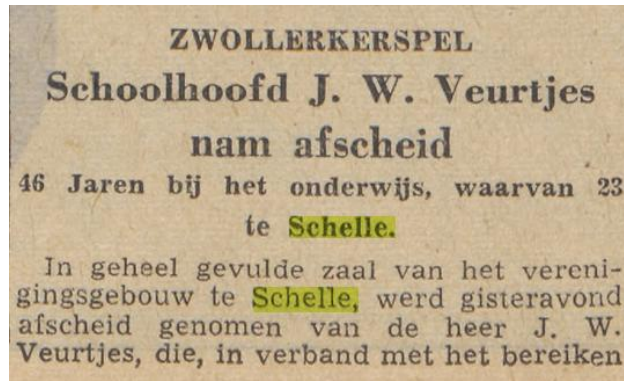 ZWOLLERKERSPEL
Schoolhoofd J. W. Veurtjes
nam afscheid
46 Jaren bij het onderwijs, waarvan 23
te Schelle.
In geheel gevulde zaal van het vereni-
gingsgebouw te Schelle, werd gisteravond
afscheid genomen van de heer J. W.
Veurtjes, die, in verband met het bereiken